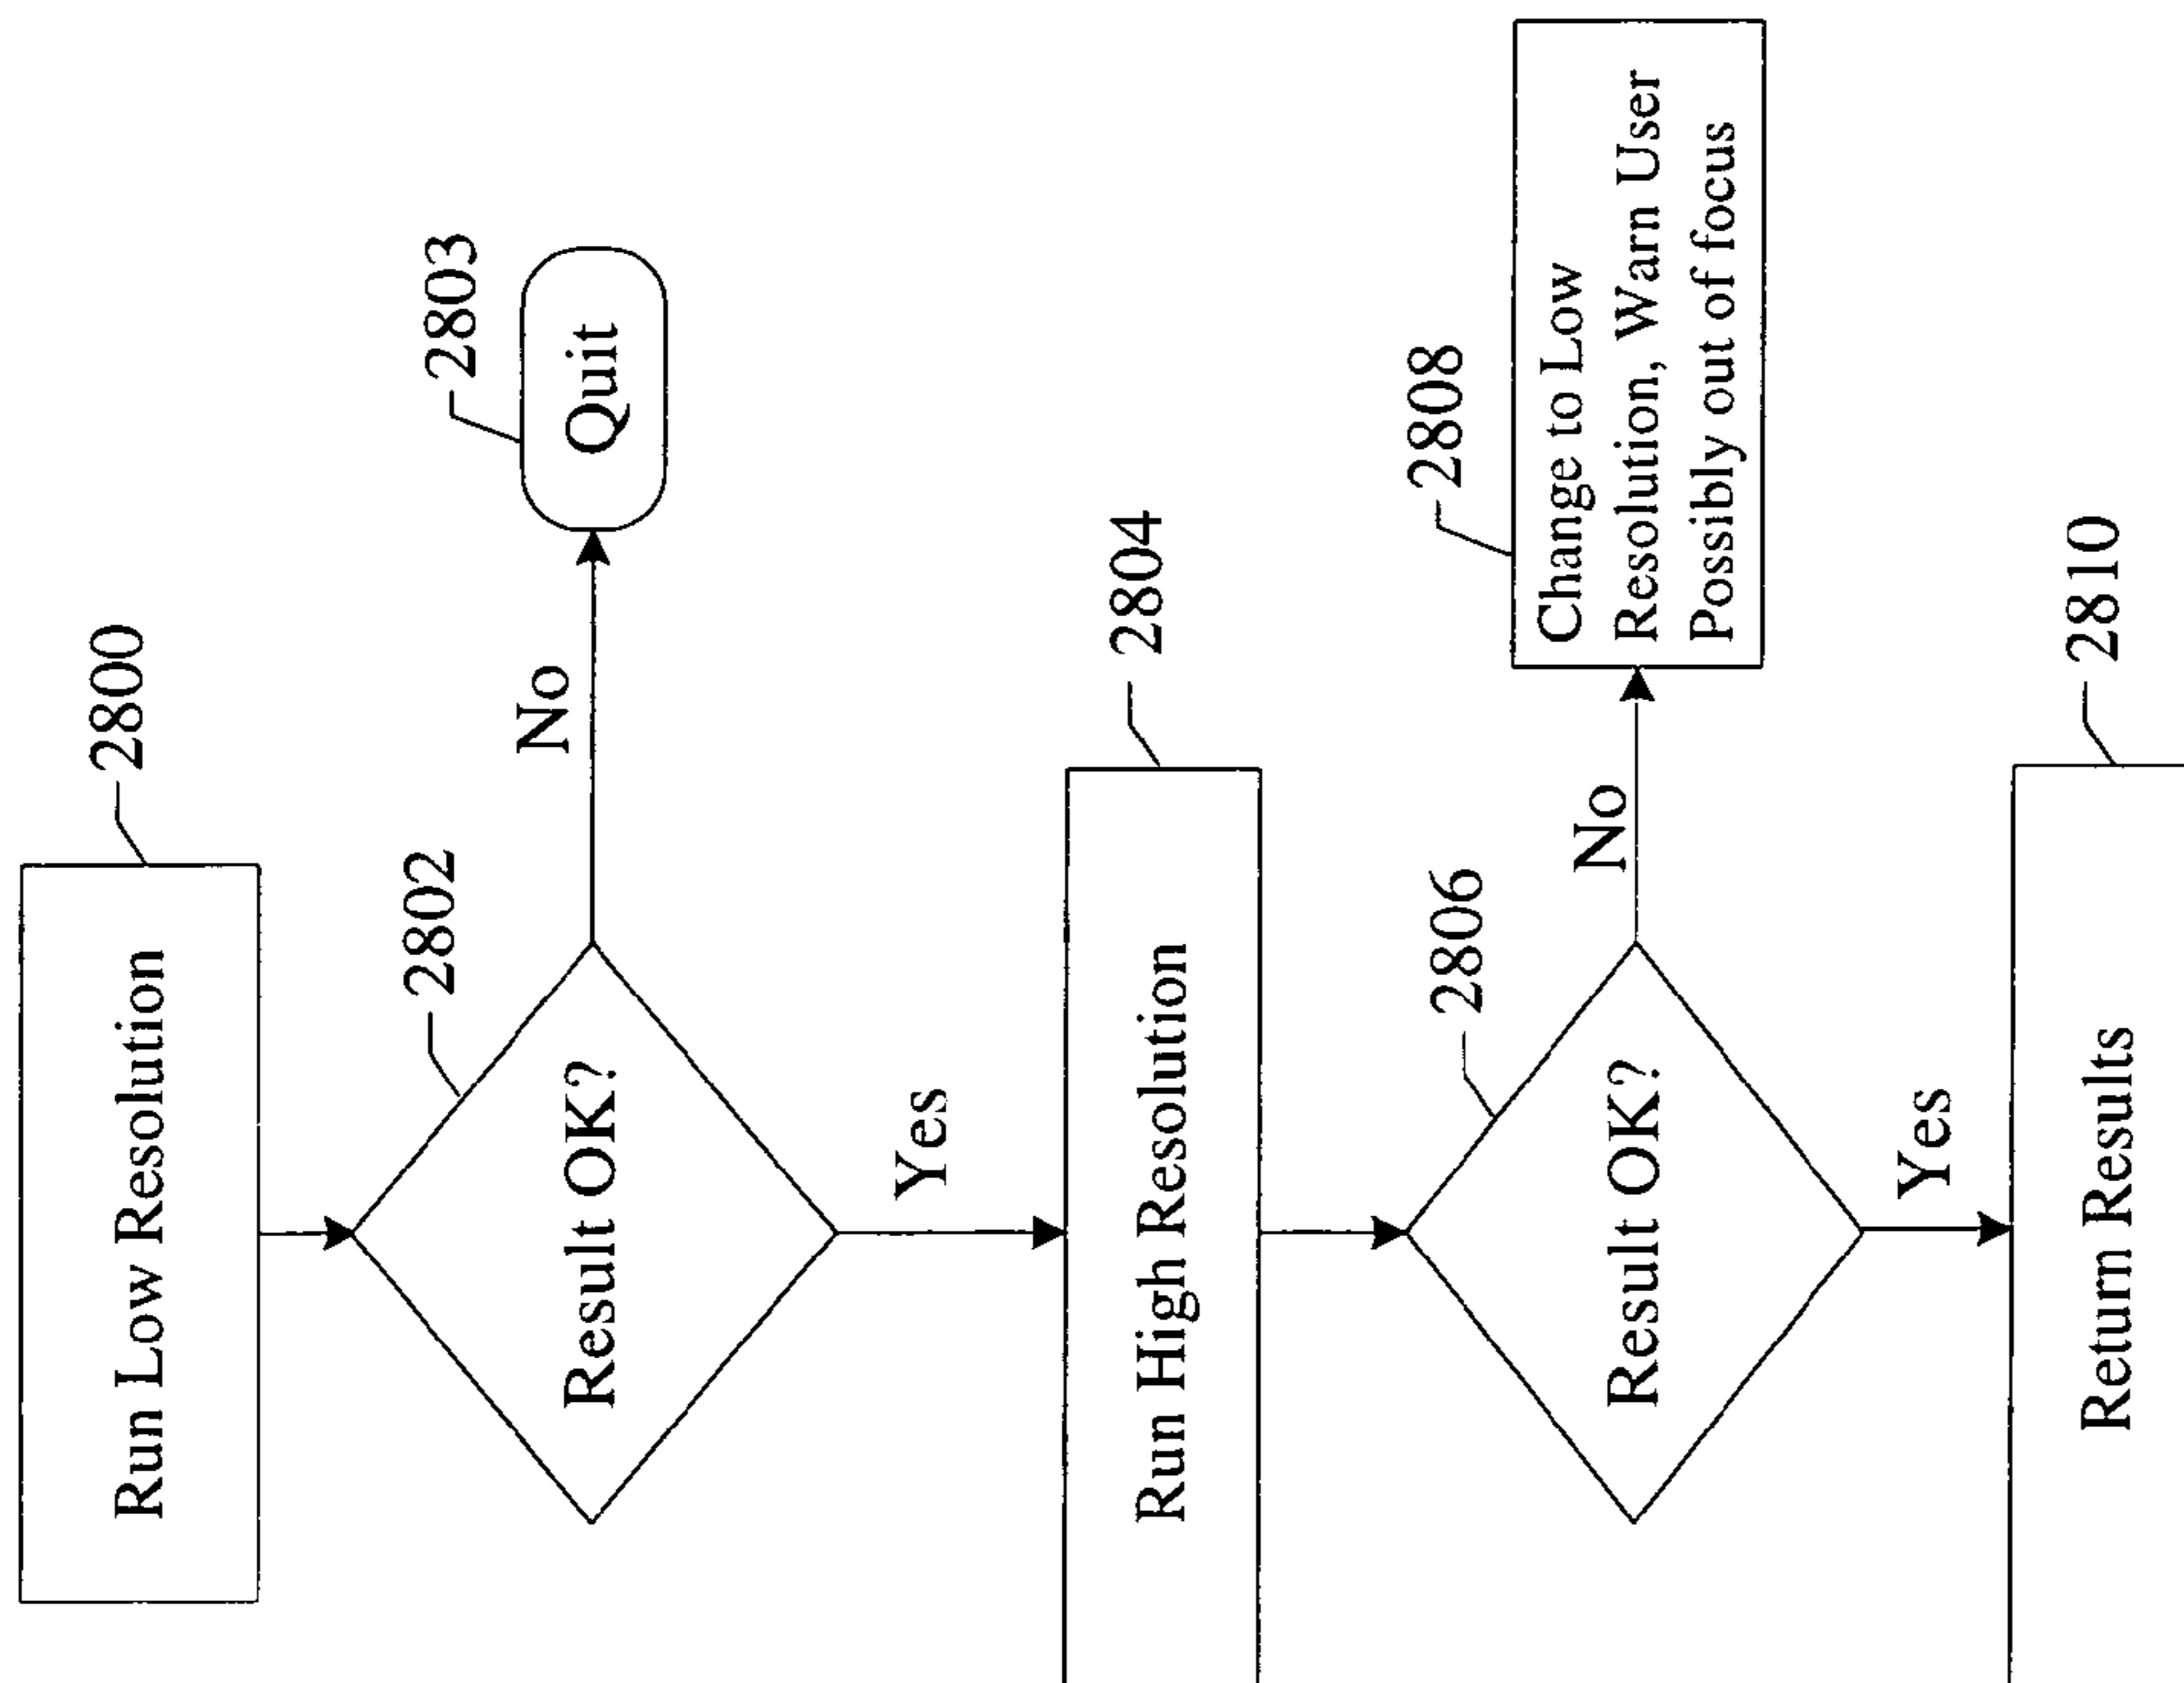 Run Low Resolution
2800
Result OK?
2802
No
Quit
2803
Yes
Run High Resolution
2804
Result OK?
2806
No
Change to Low
Resolution, Warn User
Possibly out of focus
2808
Yes
Return Results
2810